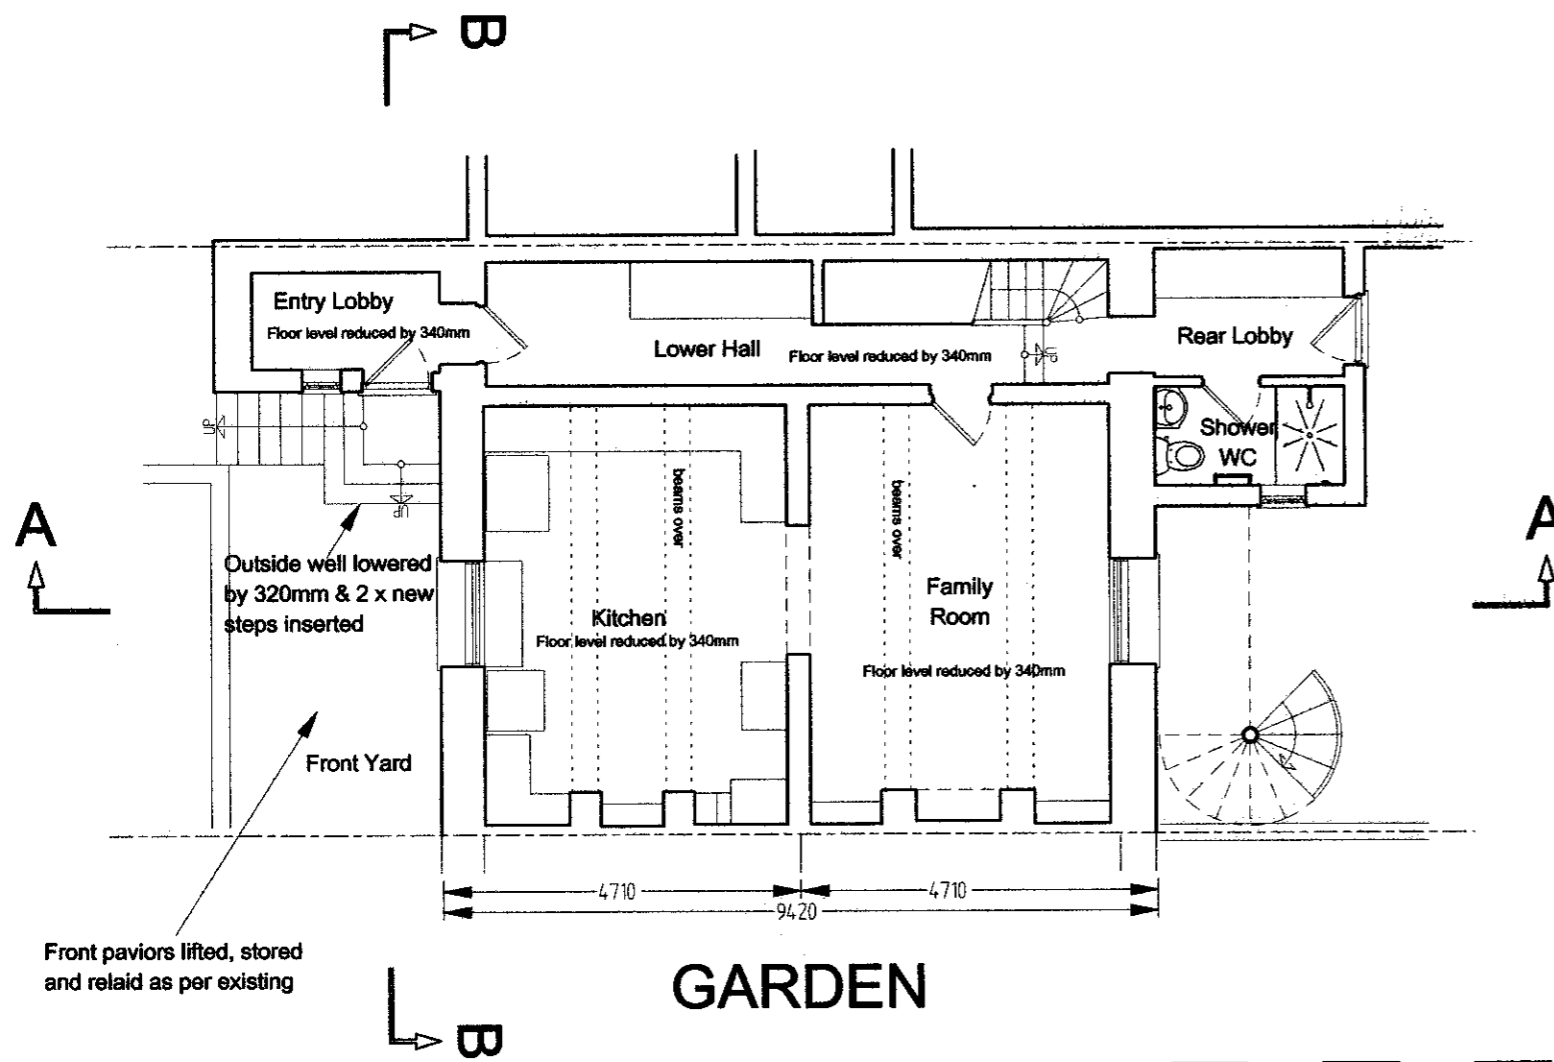 B
Entry Lobby
Floor level reduced by 340mm
Lower Hall
Floor level reduced by 340mm
UP
Rear Lobby
UP
Shower
WC
beams over
beams over
UP
A
A
Outside well lowered
by 320mm & 2 x new
steps inserted
Kitchen
Floor level reduced by 340mm
Family
Room
Floor level reduced by 340mm
Front Yard
4710
4710
9420
Front paviors lifted, stored
and relaid as per existing
GARDEN
B